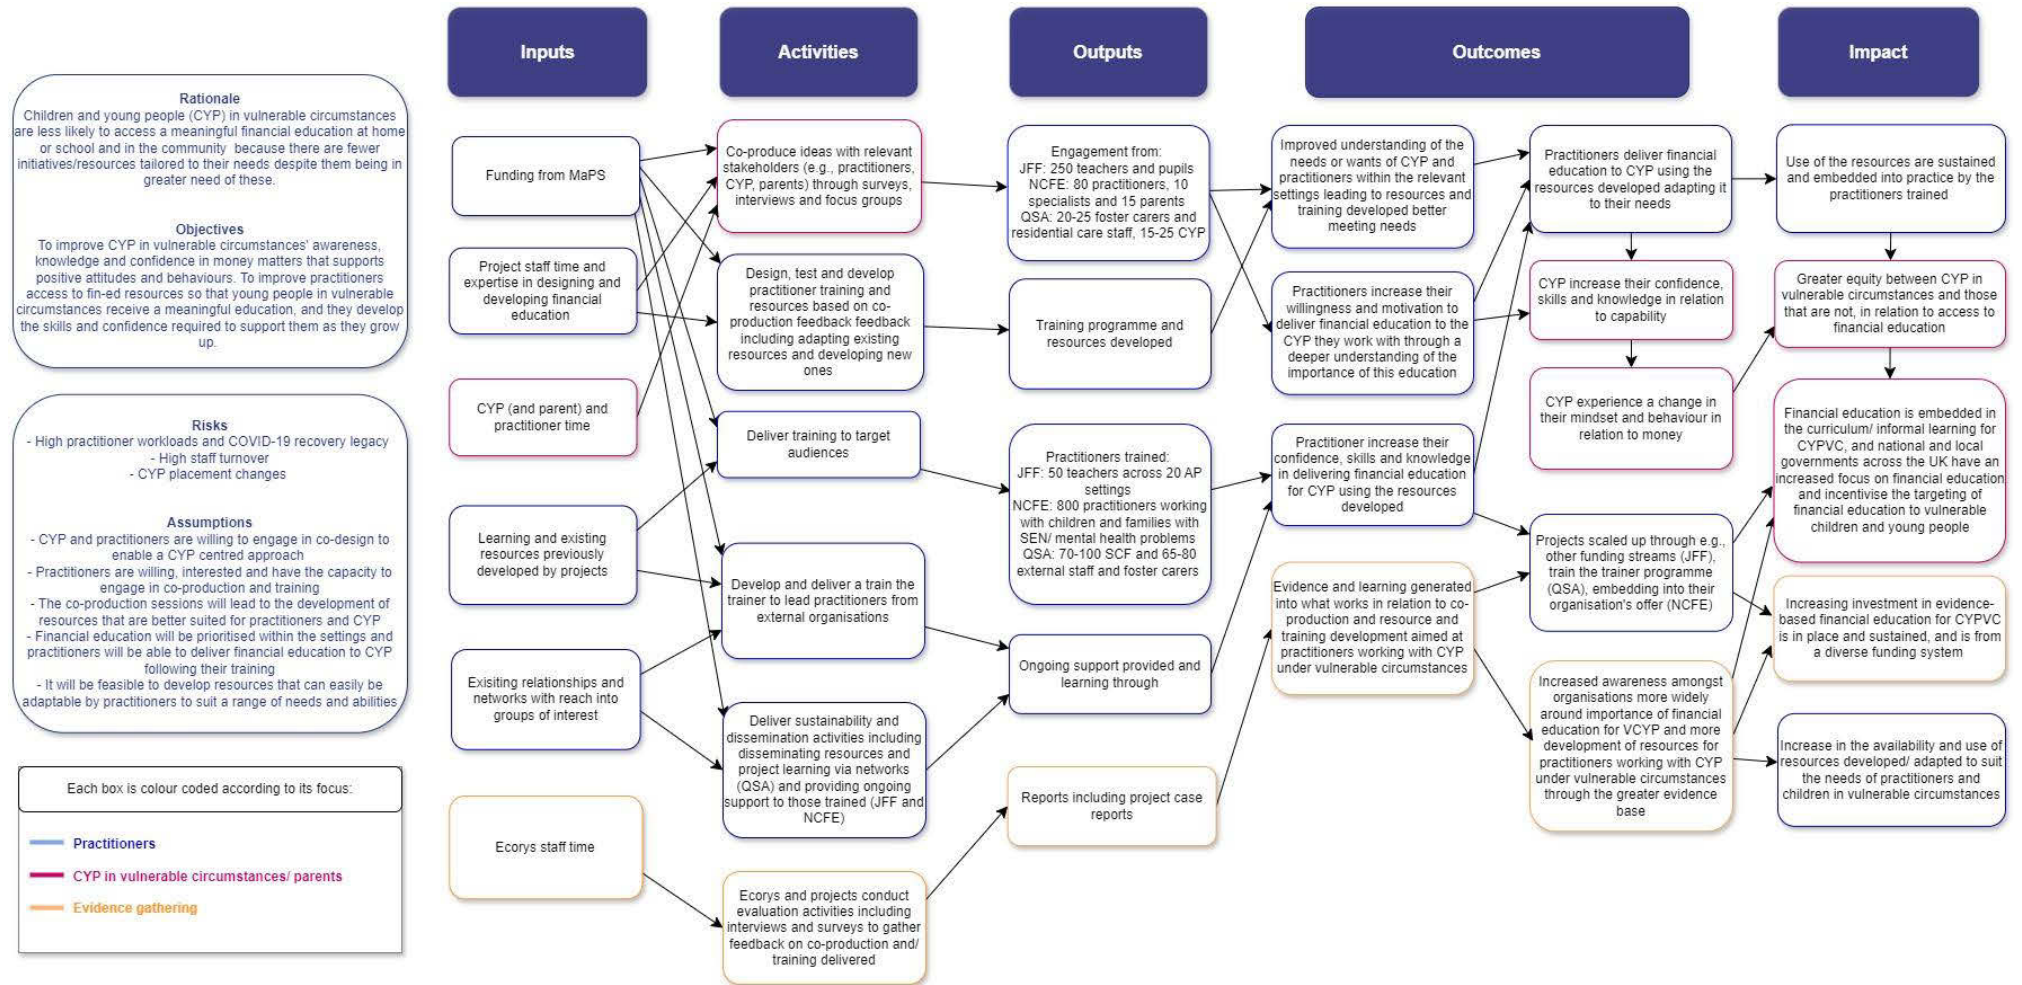 Inputs
Activities
Outputs
Outcomes
Impact
Rationale
Children and young people (CYP) in vulnerable circumstances
are less likely to access a meaningful financial education at home
or school and in the community because there are fewer
initiatives/resources tailored to their needs despite them being in
greater need of these.
Objectives
To improve CYP in vulnerable circumstances' awareness,
knowledge and confidence in money matters that supports
positive attitudes and behaviours. To improve practitioners
access to fin-ed resources so that young people in vulnerable
circumstances receive a meaningful education, and they develop
the skills and confidence required to support them as they grow
up.
Risks
- High practitioner workloads and COVID-19 recovery legacy
- High staff turnover
- CYP placement changes
Assumptions
- CYP and practitioners are willing to engage in co-design to
enable a CYP centred approach
- Practitioners are willing, interested and have the capacity to
engage in co-production and training
- The co-production sessions will lead to the development of
resources that are better suited for practitioners and CYP
- Financial education will be prioritised within the settings and
practitioners will be able to deliver financial education to CYP
following their training
- It will be feasible to develop resources that can easily be
adaptable by practitioners to suit a range of needs and abilities
Each box is colour coded according to its focus:
Practitioners
CYP in vulnerable circumstances/ parents
Evidence gathering
Funding from MaPS
Project staff time and
expertise in designing and
developing financial
education
CYP (and parent) and
practitioner time
Learning and existing
resources previously
developed by projects
Exisiting relationships and
networks with reach into
groups of interest
Ecorys staff time
Co-produce ideas with relevant
stakeholders (e.g., practitioners,
CYP, parents) through surveys,
interviews and focus groups
Design, test and develop
practitioner training and
resources based on co-
production feedback feedback
including adapting existing
resources and developing new
ones
Deliver training to target
audiences
Develop and deliver a train the
trainer to lead practitioners from
external organisations
Deliver sustainability and
dissemination activities including
disseminating resources and
project learning via networks
(QSA) and providing ongoing
support to those trained (JFF and
NCFE)
Ecorys and projects conduct
evaluation activities including
interviews and surveys to gather
feedback on co-production and/
training delivered
Engagement from:
JFF: 250 teachers and pupils
NCFE: 80 practitioners, 10
specialists and 15 parents
QSA: 20-25 foster carers and
residential care staff, 15-25 CYP
Training programme and
resources developed
Practitioners trained:
JFF: 50 teachers across 20 AP
settings
NCFE: 800 practitioners working
with children and families with
SEN/ mental health problems
QSA: 70-100 SCF and 65-80
external staff and foster carers
Ongoing support provided and
learning through
Reports including project case
reports
Improved understanding of the
needs or wants of CYP and
practitioners within the relevant
settings leading to resources and
training developed better
meeting needs
Practitioners increase their
willingness and motivation to
deliver financial education to the
CYP they work with through a
deeper understanding of the
importance of this education
Practitioner increase their
confidence, skills and knowledge
in delivering financial education
for CYP using the resources
developed
Evidence and learning generated
into what works in relation to co-
production and resource and
training development aimed at
practitioners working with CYP
under vulnerable circumstances
Practitioners deliver financial
education to CYP using the
resources developed adapting it
to their needs
CYP increase their confidence,
skills and knowledge in relation
to capability
CYP experience a change in
their mindset and behaviour in
relation to money
Projects scaled up through e.g.,
other funding streams (JFF),
train the trainer programme
(QSA), embedding into their
organisation's offer (NCFE)
Increased awareness amongst
organisations more widely
around importance of financial
education for VCYP and more
development of resources for
practitioners working with CYP
under vulnerable circumstances
through the greater evidence
base
Use of the resources are sustained
and embedded into practice by the
practitioners trained
Greater equity between CYP in
vulnerable circumstances and those
that are not, in relation to access to
financial education
Financial education is embedded in
the curriculum/ informal learning for
CYPVC, and national and local
governments across the UK have an
increased focus on financial education
and incentivise the targeting of
financial education to vulnerable
children and young people
Increasing investment in evidence-
based financial education for CYPVC
is in place and sustained, and is from
a diverse funding system
Increase in the availability and use of
resources developed/ adapted to suit
the needs of practitioners and
children in vulnerable circumstances